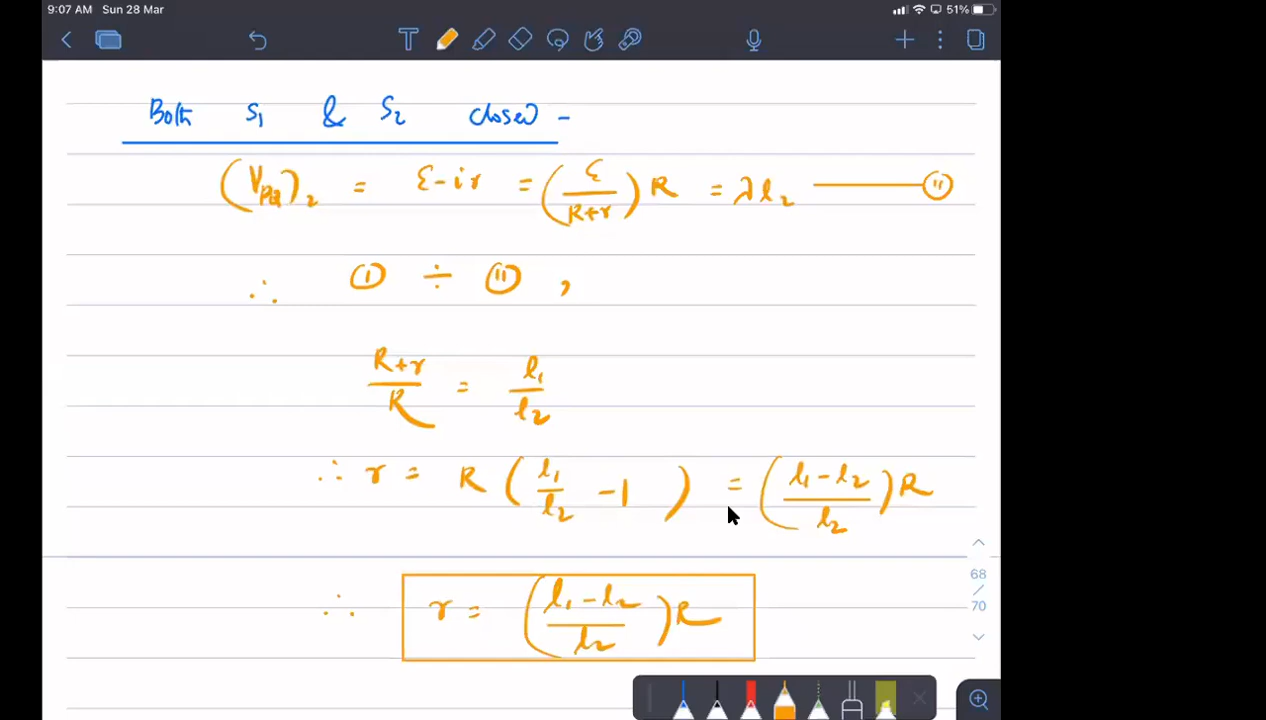 9:07 AM Sun 28 Mar 51%
Both S₁ & S₂ closed -
(V_PQ)₂ = ε - ir = (ε/(R+r)) R = λl₂ — (II)
∴ (I) ÷ (II) ,
(R+r)/R = l₁/l₂
∴ r = R (l₁/l₂ - 1) = ((l₁-l₂)/l₂) R
68
/
70
∴ r = ((l₁-l₂)/l₂) R